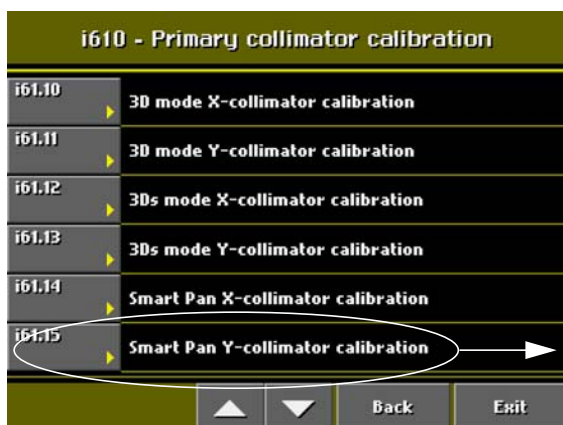 i610 - Primary collimator calibration
i61.10 3D mode X-collimator calibration
i61.11 3D mode Y-collimator calibration
i61.12 3Ds mode X-collimator calibration
i61.13 3Ds mode Y-collimator calibration
i61.14 Smart Pan X-collimator calibration
i61.15 Smart Pan Y-collimator calibration
Back Exit